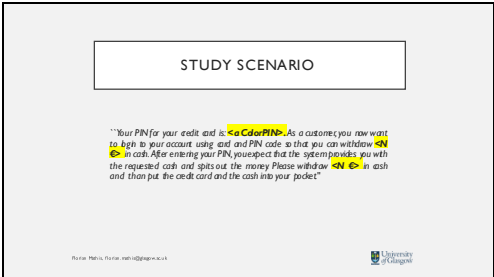 STUDY SCENARIO
``Your PIN for your credit card is: <a ColorPIN>. As a customer, you now want
to login to your account using card and PIN code so that you can withdraw <N
€> in cash. After entering your PIN, you expect that the system provides you with
the requested cash and spits out the money. Please withdraw <N €> in cash
and than put the credit card and the cash into your pocket.''
Florian Mathis, florian.mathis@glasgow.ac.uk
University
of Glasgow